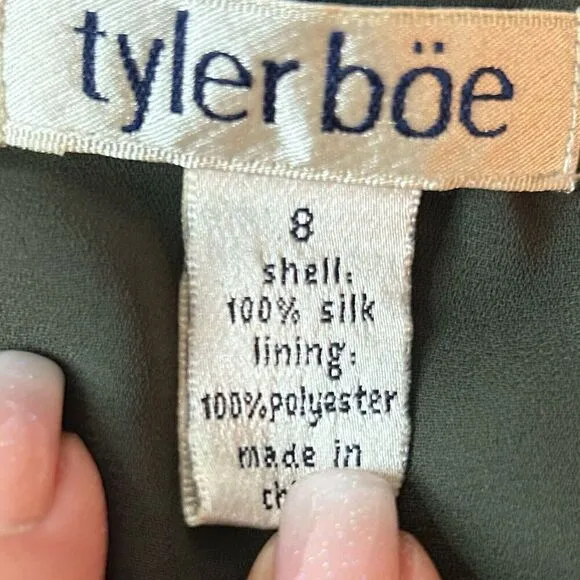 tyler böe
8
shell:
100% silk
lining:
100% polyester
made in